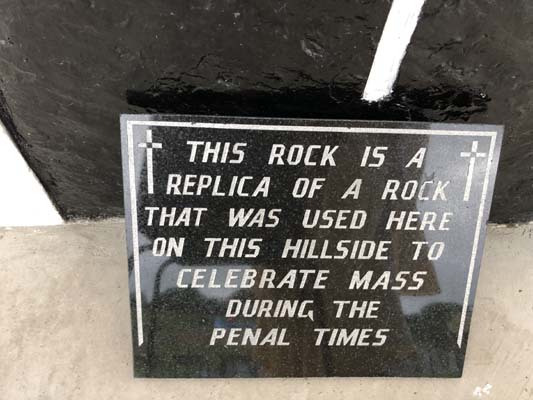 THIS ROCK IS A
REPLICA OF A ROCK
THAT WAS USED HERE
ON THIS HILLSIDE TO
CELEBRATE MASS
DURING THE
PENAL TIMES